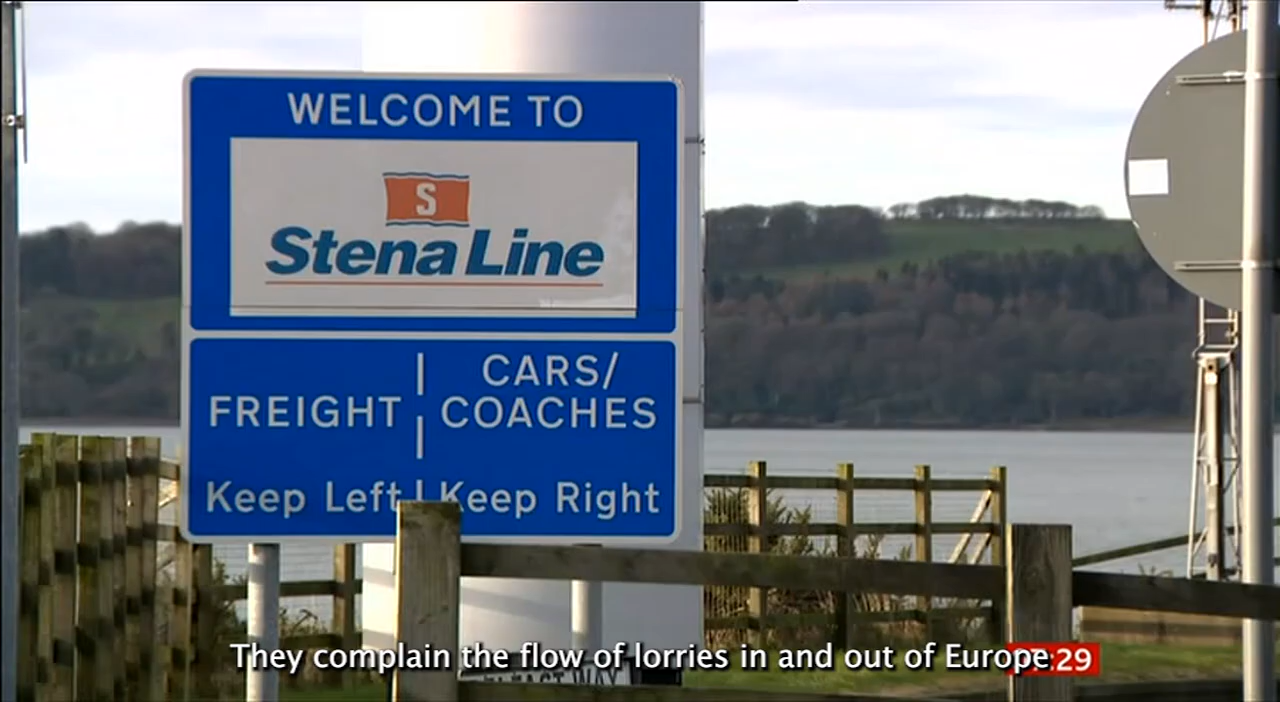 WELCOME TO
S
Stena Line
FREIGHT
CARS/
COACHES
Keep Left
Keep Right
They complain the flow of lorries in and out of Europe
:29